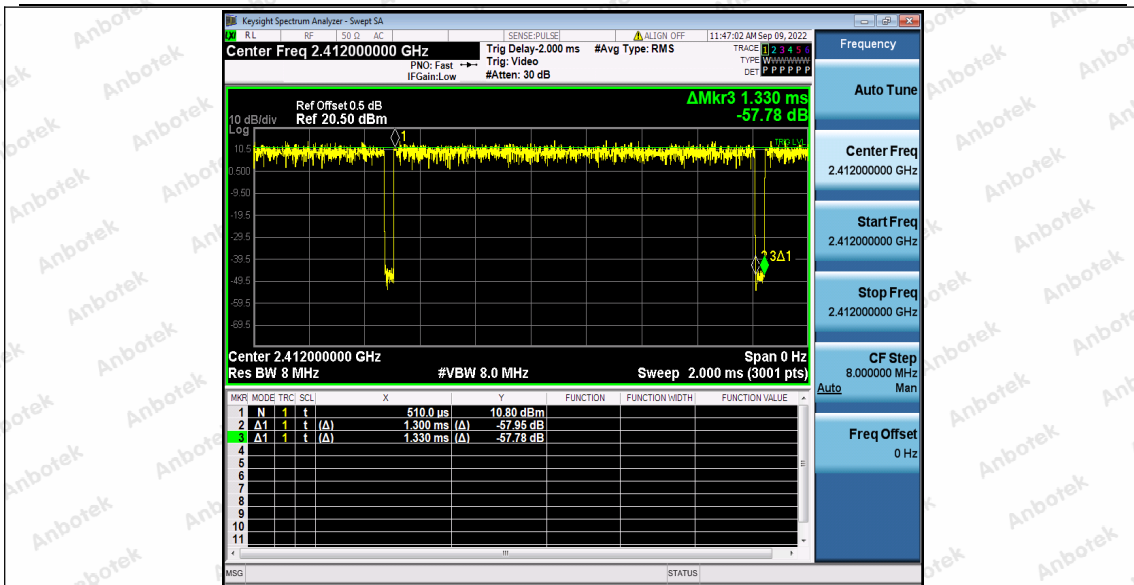 Keysight Spectrum Analyzer - Swept SA
RL RF 50 Ω AC SENSE:PULSE ALIGN OFF 11:47:02 AM Sep 09, 2022
Center Freq 2.412000000 GHz
PNO: Fast
IFGain:Low
Trig Delay-2.000 ms
Trig: Video
#Atten: 30 dB
#Avg Type: RMS
TRACE 1 2 3 4 5 6
TYPE WWWWWW
DET P P P P P P
Ref Offset 0.5 dB
Ref 20.50 dBm
10 dB/div
Log
ΔMkr3 1.330 ms
-57.78 dB
1
TRIG LVL
10.5
0.500
-9.50
-19.5
-29.5
-39.5
-49.5
-59.5
-69.5
3Δ1
Center 2.412000000 GHz Span 0 Hz
Res BW 8 MHz #VBW 8.0 MHz Sweep 2.000 ms (3001 pts)
MKR MODE TRC SCL X Y FUNCTION FUNCTION WIDTH FUNCTION VALUE
1 N 1 t 510.0 µs 10.80 dBm
2 Δ1 1 t (Δ) 1.300 ms (Δ) -57.95 dB
3 Δ1 1 t (Δ) 1.330 ms (Δ) -57.78 dB
4
5
6
7
8
9
10
11
MSG STATUS
Frequency
Auto Tune
Center Freq
2.412000000 GHz
Start Freq
2.412000000 GHz
Stop Freq
2.412000000 GHz
CF Step
8.000000 MHz
Auto Man
Freq Offset
0 Hz
Anbotek